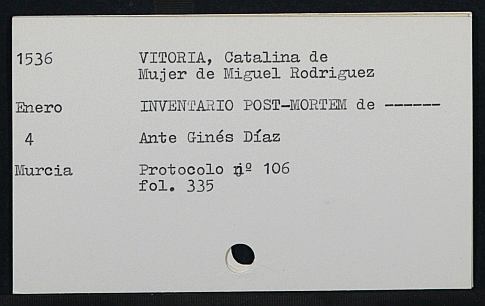 1536 VITORIA, Catalina de
Mujer de Miguel Rodriguez
Enero INVENTARIO POST-MORTEM de ------
4 Ante Ginés Díaz
Murcia Protocolo nº 106
fol. 335